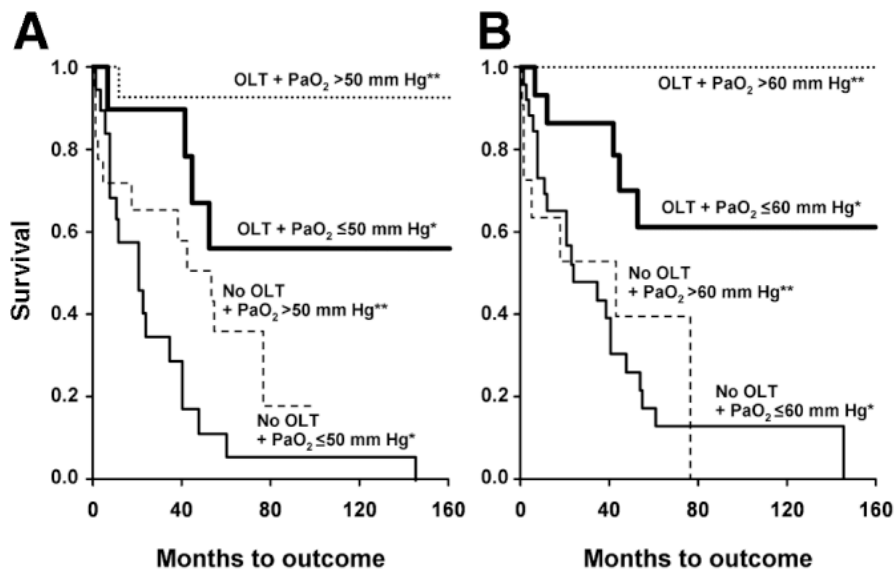 A
Survival
1.0
0.8
0.6
0.4
0.2
0.0
OLT + PaO₂ >50 mm Hg**
OLT + PaO₂ ≤50 mm Hg*
No OLT
+ PaO₂ >50 mm Hg**
No OLT
+ PaO₂ ≤50 mm Hg*
0 40 80 120 160
Months to outcome
B
1.0
0.8
0.6
0.4
0.2
0.0
OLT + PaO₂ >60 mm Hg**
OLT + PaO₂ ≤60 mm Hg*
No OLT
+ PaO₂ >60 mm Hg**
No OLT
+ PaO₂ ≤60 mm Hg*
0 40 80 120 160
Months to outcome